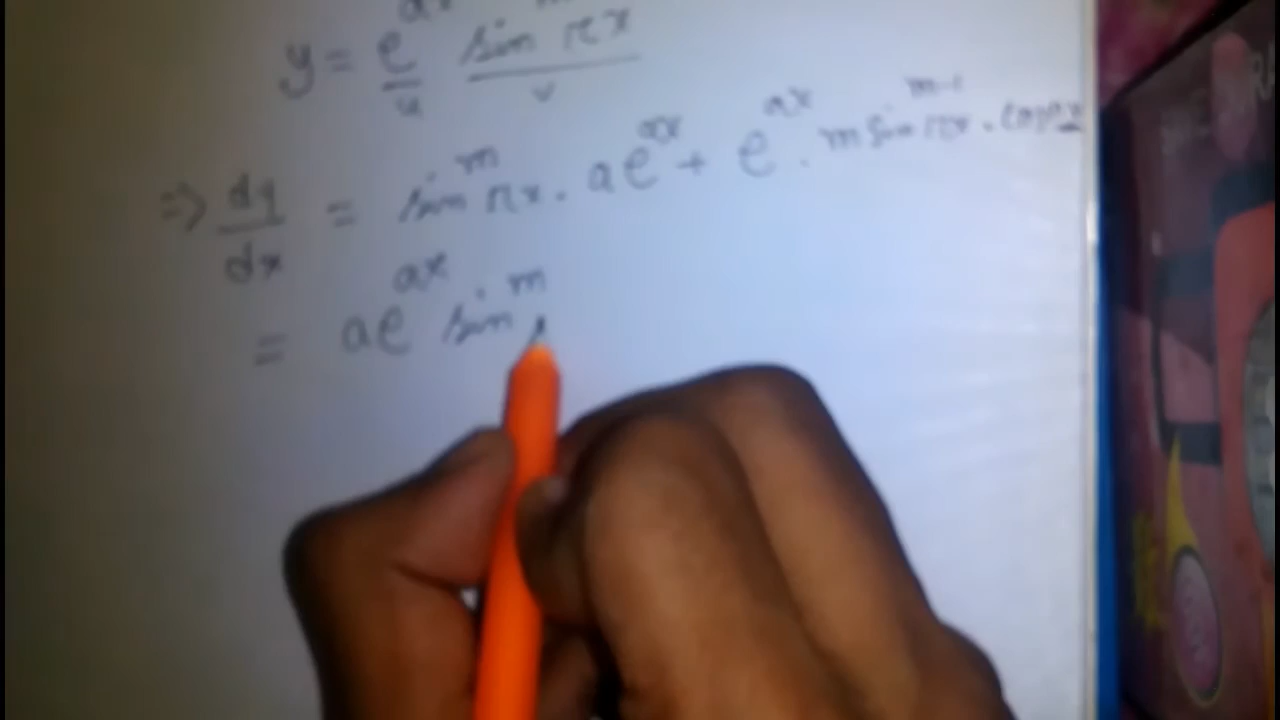 y = e^ax sin^m rx
u v
=> dy/dx = sin^m rx . ae^ax + e^ax . m sin^m-1 rx . cos rx
= ae^ax sin^m